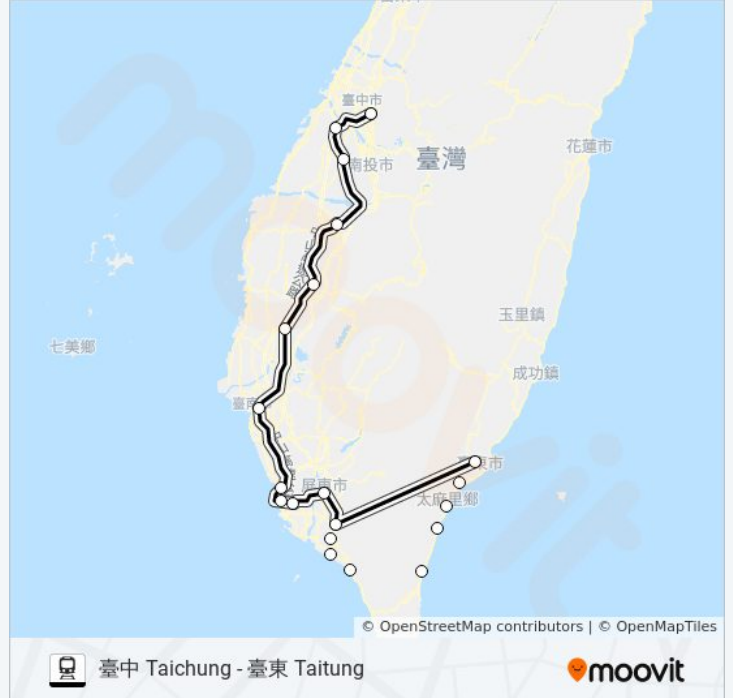 臺中市
南投市
臺灣
花蓮市
玉里鎮
七美鄉
成功鎮
臺南
屏東市
臺東市
太麻里鄉
© OpenStreetMap contributors | © OpenMapTiles
臺中 Taichung - 臺東 Taitung
moovit